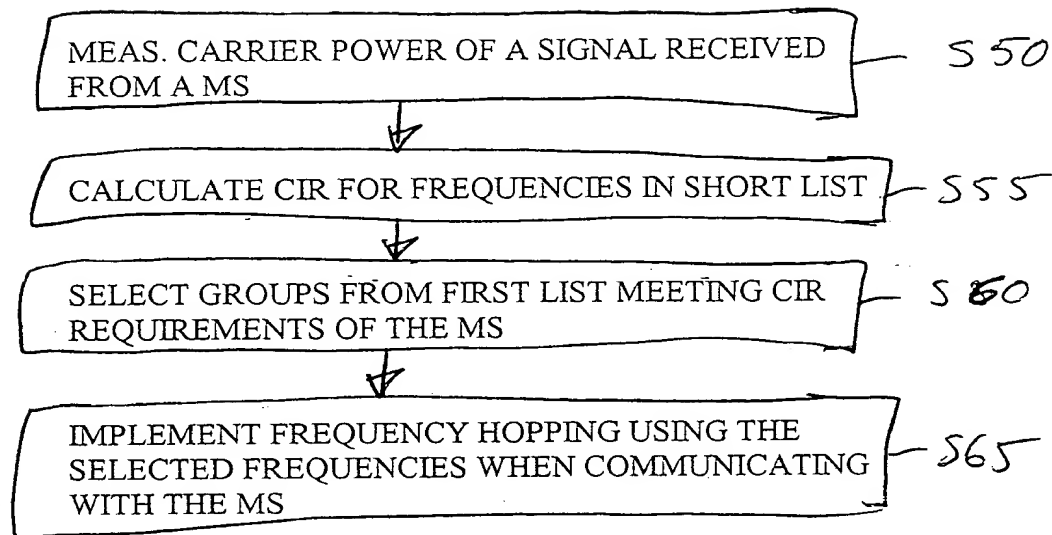 MEAS. CARRIER POWER OF A SIGNAL RECEIVED
FROM A MS
S50
CALCULATE CIR FOR FREQUENCIES IN SHORT LIST
S55
SELECT GROUPS FROM FIRST LIST MEETING CIR
REQUIREMENTS OF THE MS
S60
IMPLEMENT FREQUENCY HOPPING USING THE
SELECTED FREQUENCIES WHEN COMMUNICATING
WITH THE MS
S65